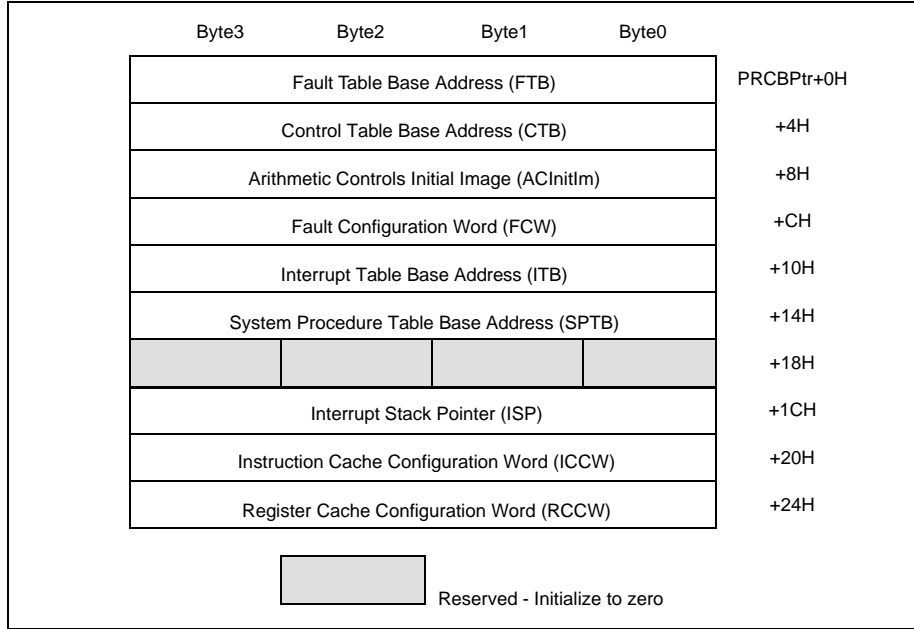 Byte3 Byte2 Byte1 Byte0
Fault Table Base Address (FTB) PRCBPtr+0H
Control Table Base Address (CTB) +4H
Arithmetic Controls Initial Image (ACInitIm) +8H
Fault Configuration Word (FCW) +CH
Interrupt Table Base Address (ITB) +10H
System Procedure Table Base Address (SPTB) +14H
+18H
Interrupt Stack Pointer (ISP) +1CH
Instruction Cache Configuration Word (ICCW) +20H
Register Cache Configuration Word (RCCW) +24H
Reserved - Initialize to zero